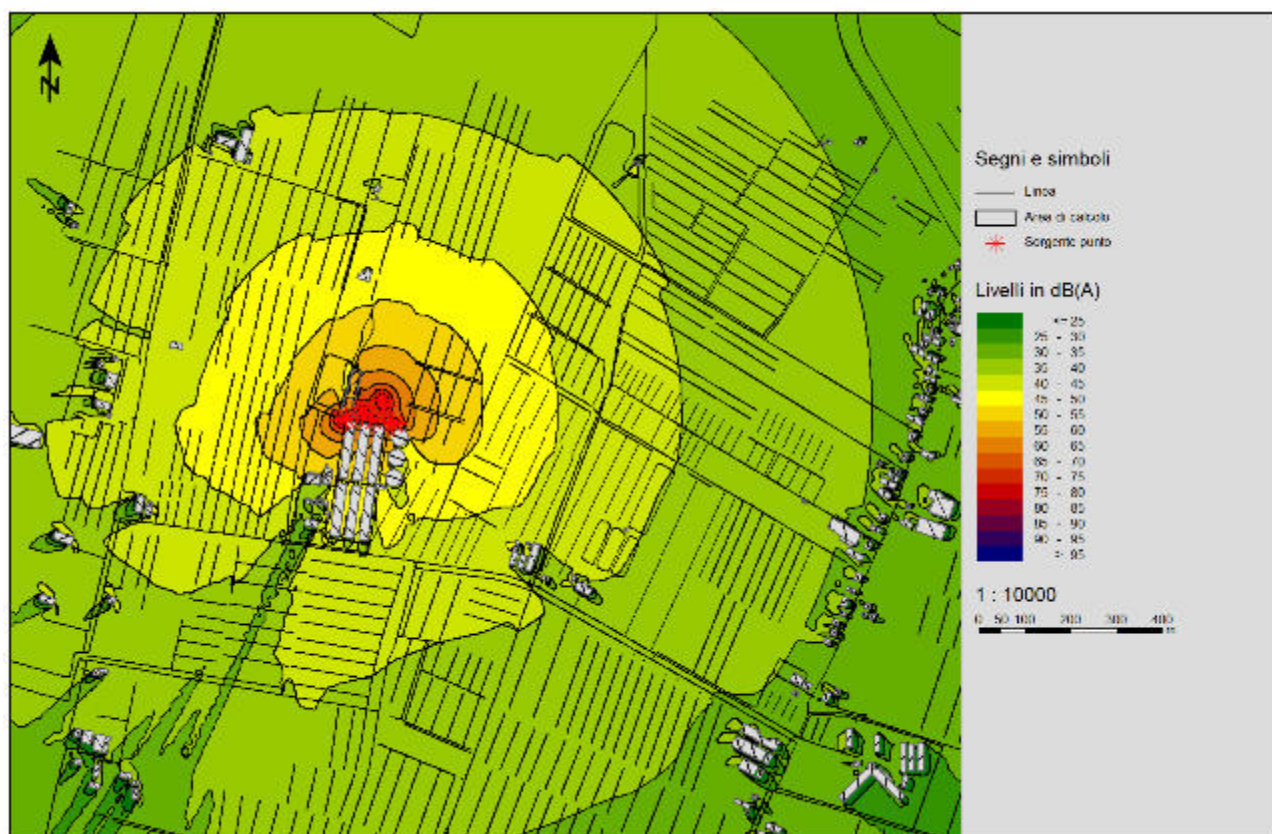 N
Segni e simboli
Linea
Area di calcolo
Sorgente punto
Livelli in dB(A)
<= 25
25 - 30
30 - 35
35 - 40
40 - 45
45 - 50
50 - 55
55 - 60
60 - 65
65 - 70
70 - 75
75 - 80
80 - 85
85 - 90
90 - 95
> 95
1 : 10000
0 50 100 200 300 400
m